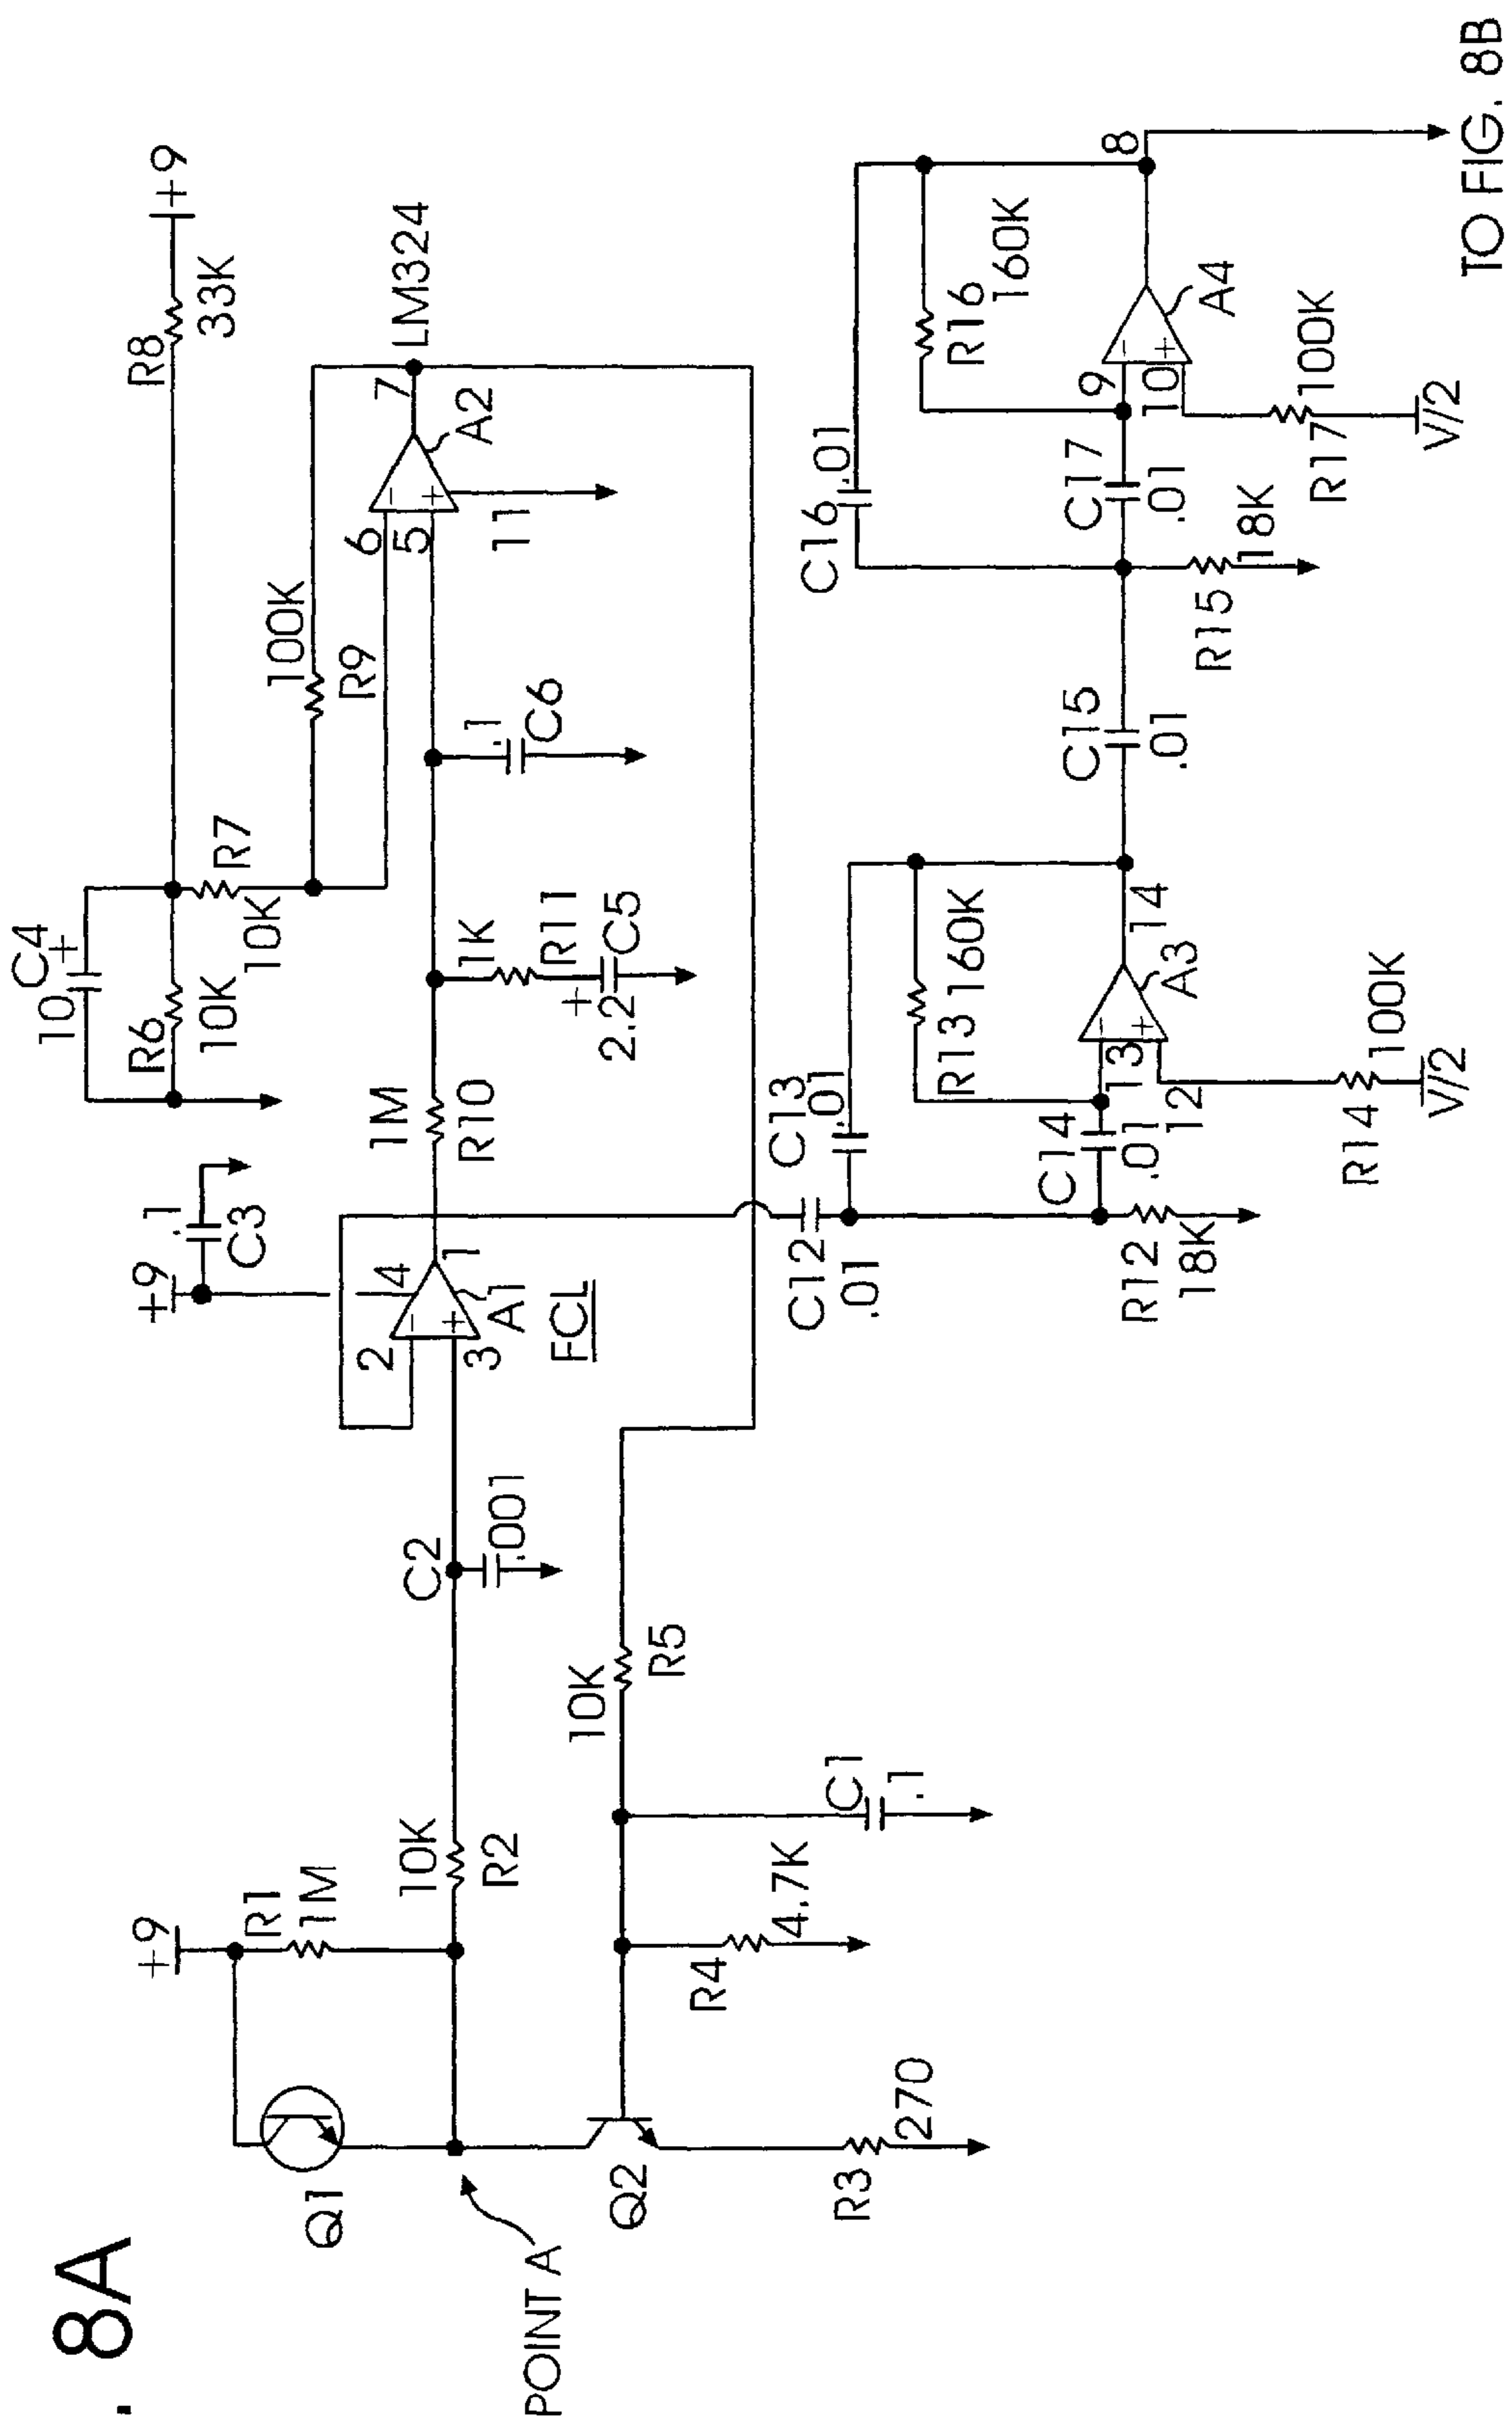 . 8A
C4
+
10
R6
10K
R7
10K
R8
33K
+9
+9
.1
C3
1M
R10
1K
R11
+
2.2
C5
.1
C6
100K
R9
6
5
7
11
A2
LM324
+9
R1
1M
Q1
POINT A
10K
R2
C2
.001
2
3
4
1
A1
FCL
Q2
R3
270
R4
4.7K
C1
.1
10K
R5
C12
.01
C13
.01
R12
18K
C14
.01
R13
160K
13
12
14
A3
R14
100K
V/2
C15
.01
C16
.01
R15
18K
C17
.01
R16
160K
9
10
8
A4
R17
100K
V/2
TO FIG. 8B